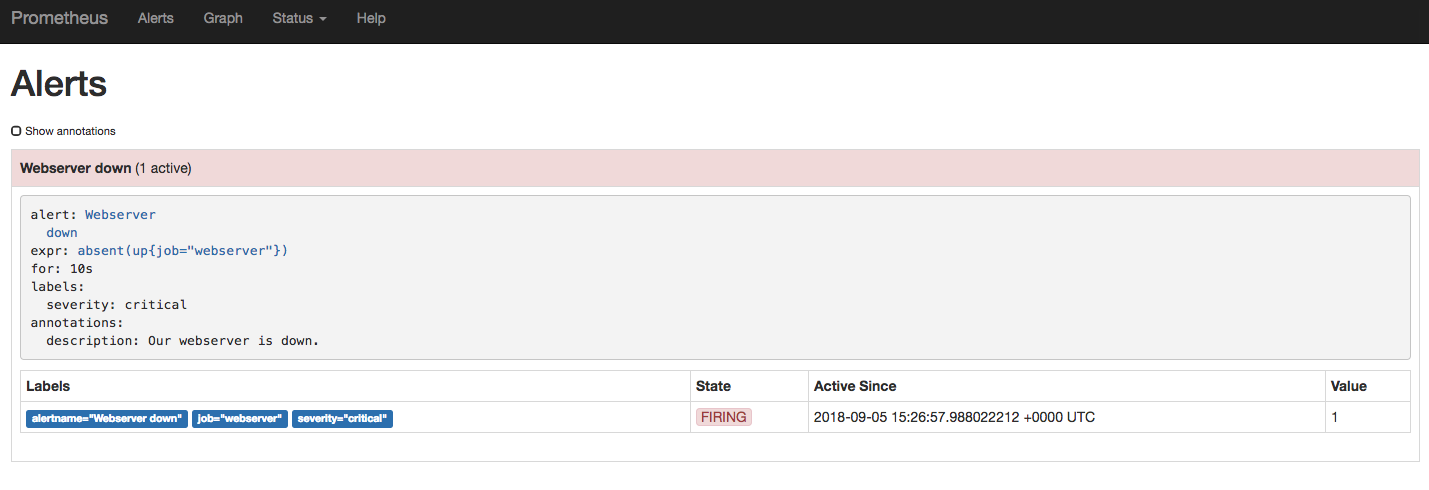 Prometheus Alerts Graph Status Help
Alerts
Show annotations
Webserver down (1 active)
alert: Webserver
down
expr: absent(up{job="webserver"})
for: 10s
labels:
severity: critical
annotations:
description: Our webserver is down.
Labels State Active Since Value
alertname="Webserver down" job="webserver" severity="critical" FIRING 2018-09-05 15:26:57.988022212 +0000 UTC 1